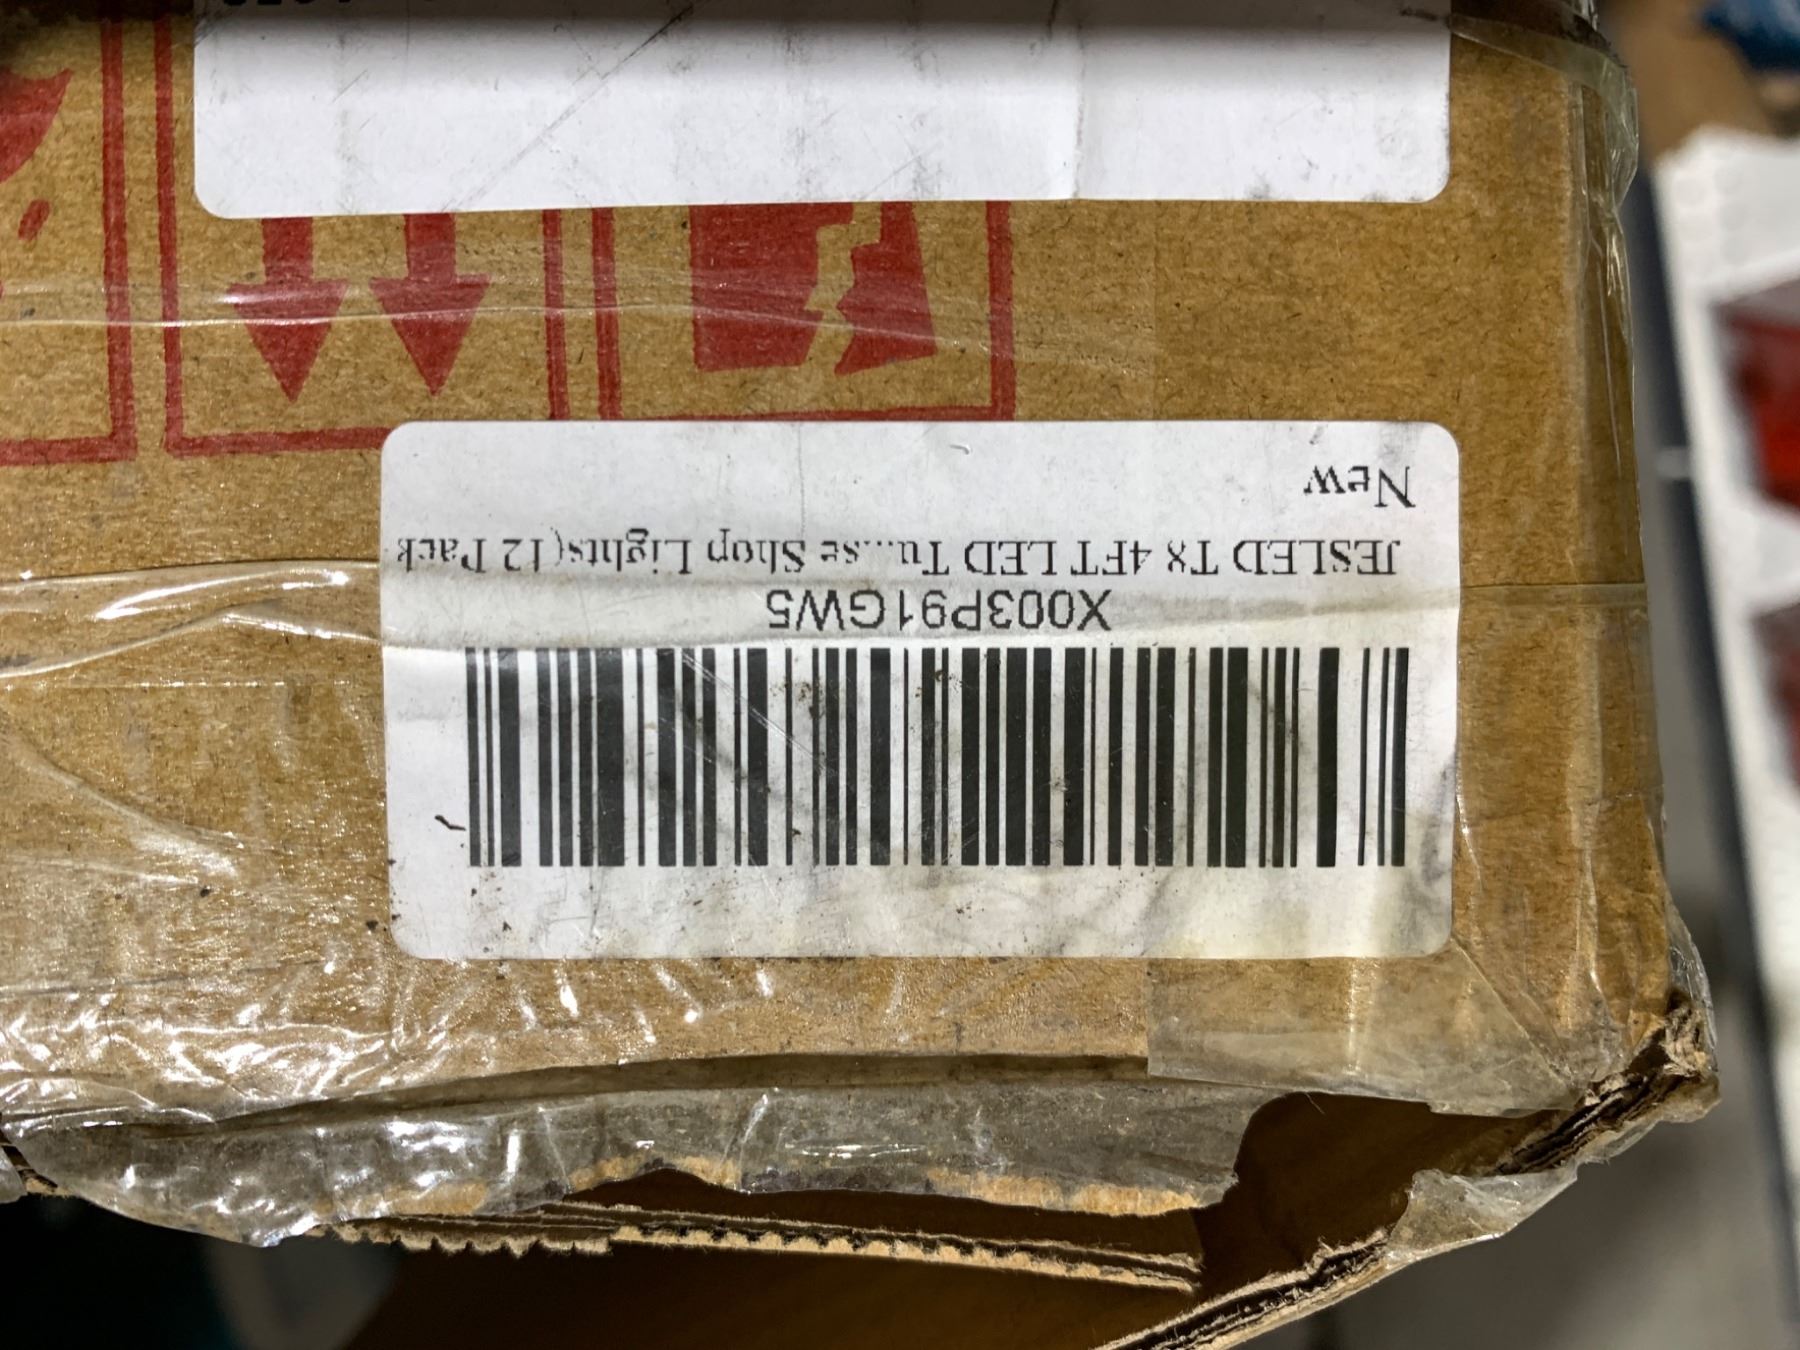 X003P91GW5
JESLED T8 4FT LED Tu...se Shop Lights(12 Pack
New